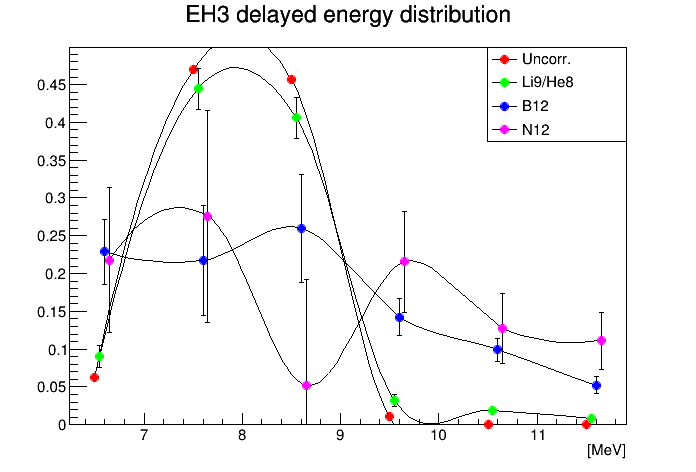 EH3 delayed energy distribution
Uncorr.
Li9/He8
B12
N12
0.45
0.4
0.35
0.3
0.25
0.2
0.15
0.1
0.05
0
7 8 9 10 11
[MeV]